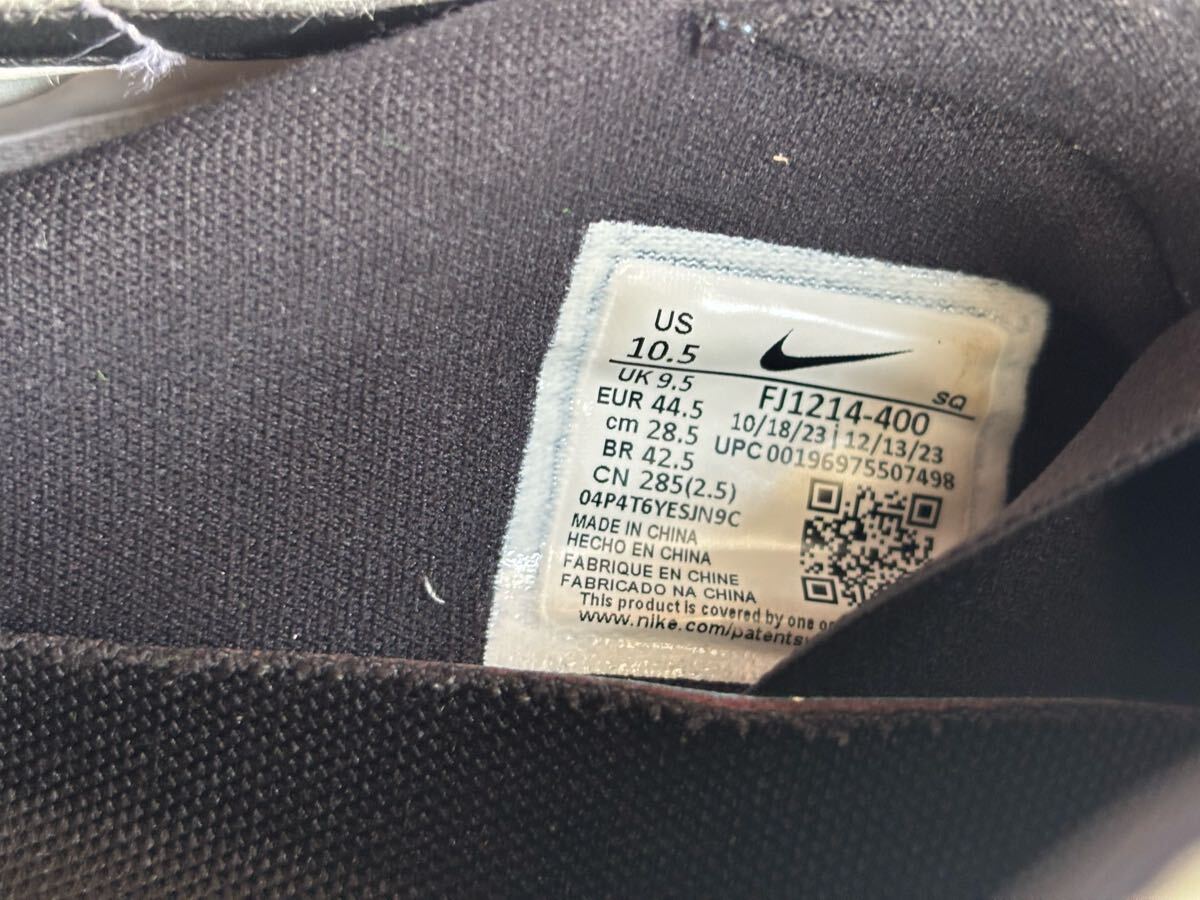 US
10.5
SQ
UK 9.5
FJ1214-400
EUR 44.5
10/18/23 | 12/13/23
cm 28.5
UPC 00196975507498
BR 42.5
CN 285(2.5)
04P4T6YESJN9C
MADE IN CHINA
HECHO EN CHINA
FABRIQUE EN CHINE
FABRICADO NA CHINA
This product is covered by one
www.nike.com/patents